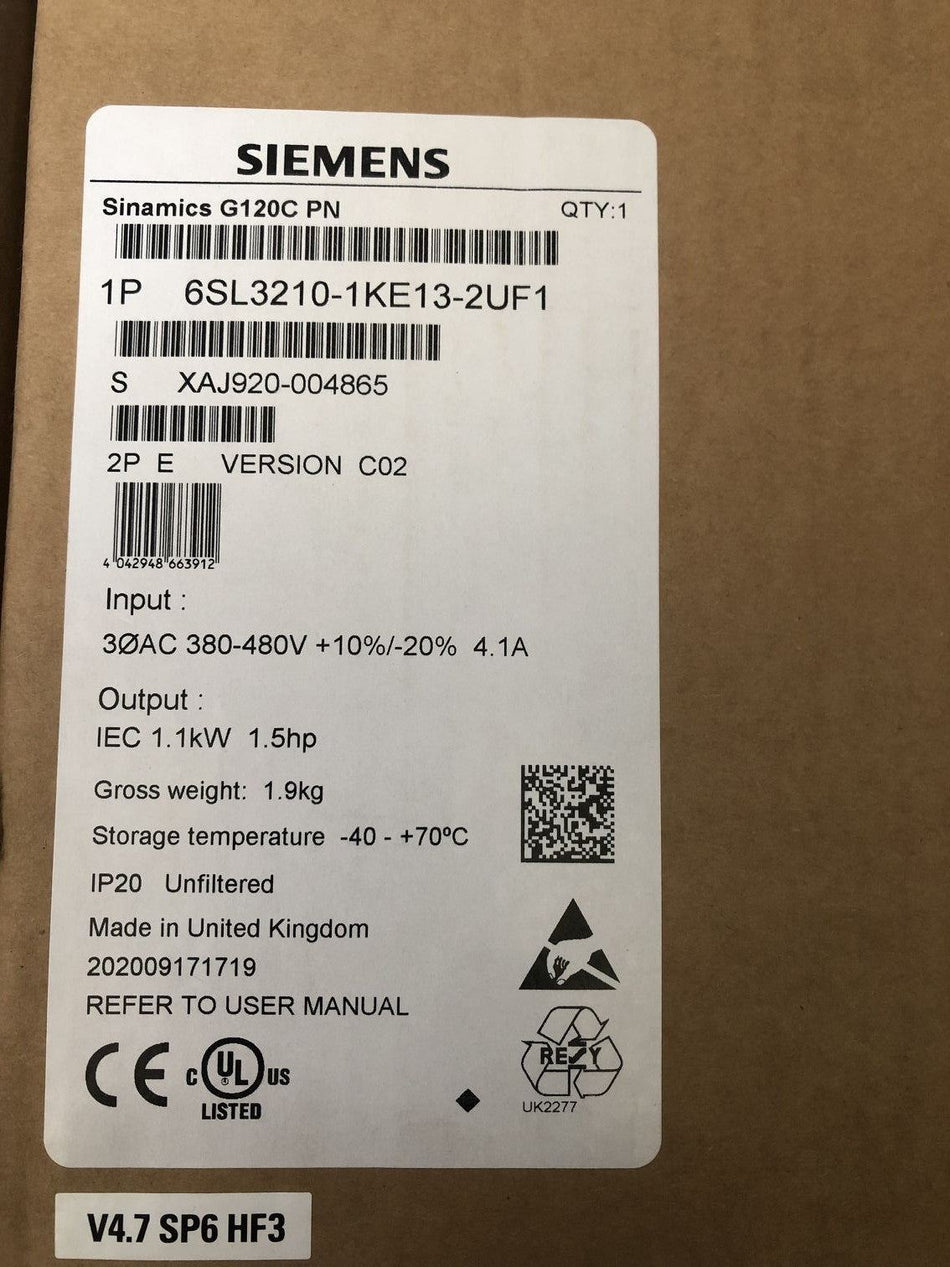 SIEMENS
Sinamics G120C PN QTY:1
1P 6SL3210-1KE13-2UF1
S XAJ920-004865
2P E VERSION C02
4 042948 663912
Input :
3ØAC 380-480V +10%/-20% 4.1A
Output :
IEC 1.1kW 1.5hp
Gross weight: 1.9kg
Storage temperature -40 - +70ºC
IP20 Unfiltered
Made in United Kingdom
202009171719
REFER TO USER MANUAL
CE C UL US
LISTED
RESY
UK2277
V4.7 SP6 HF3